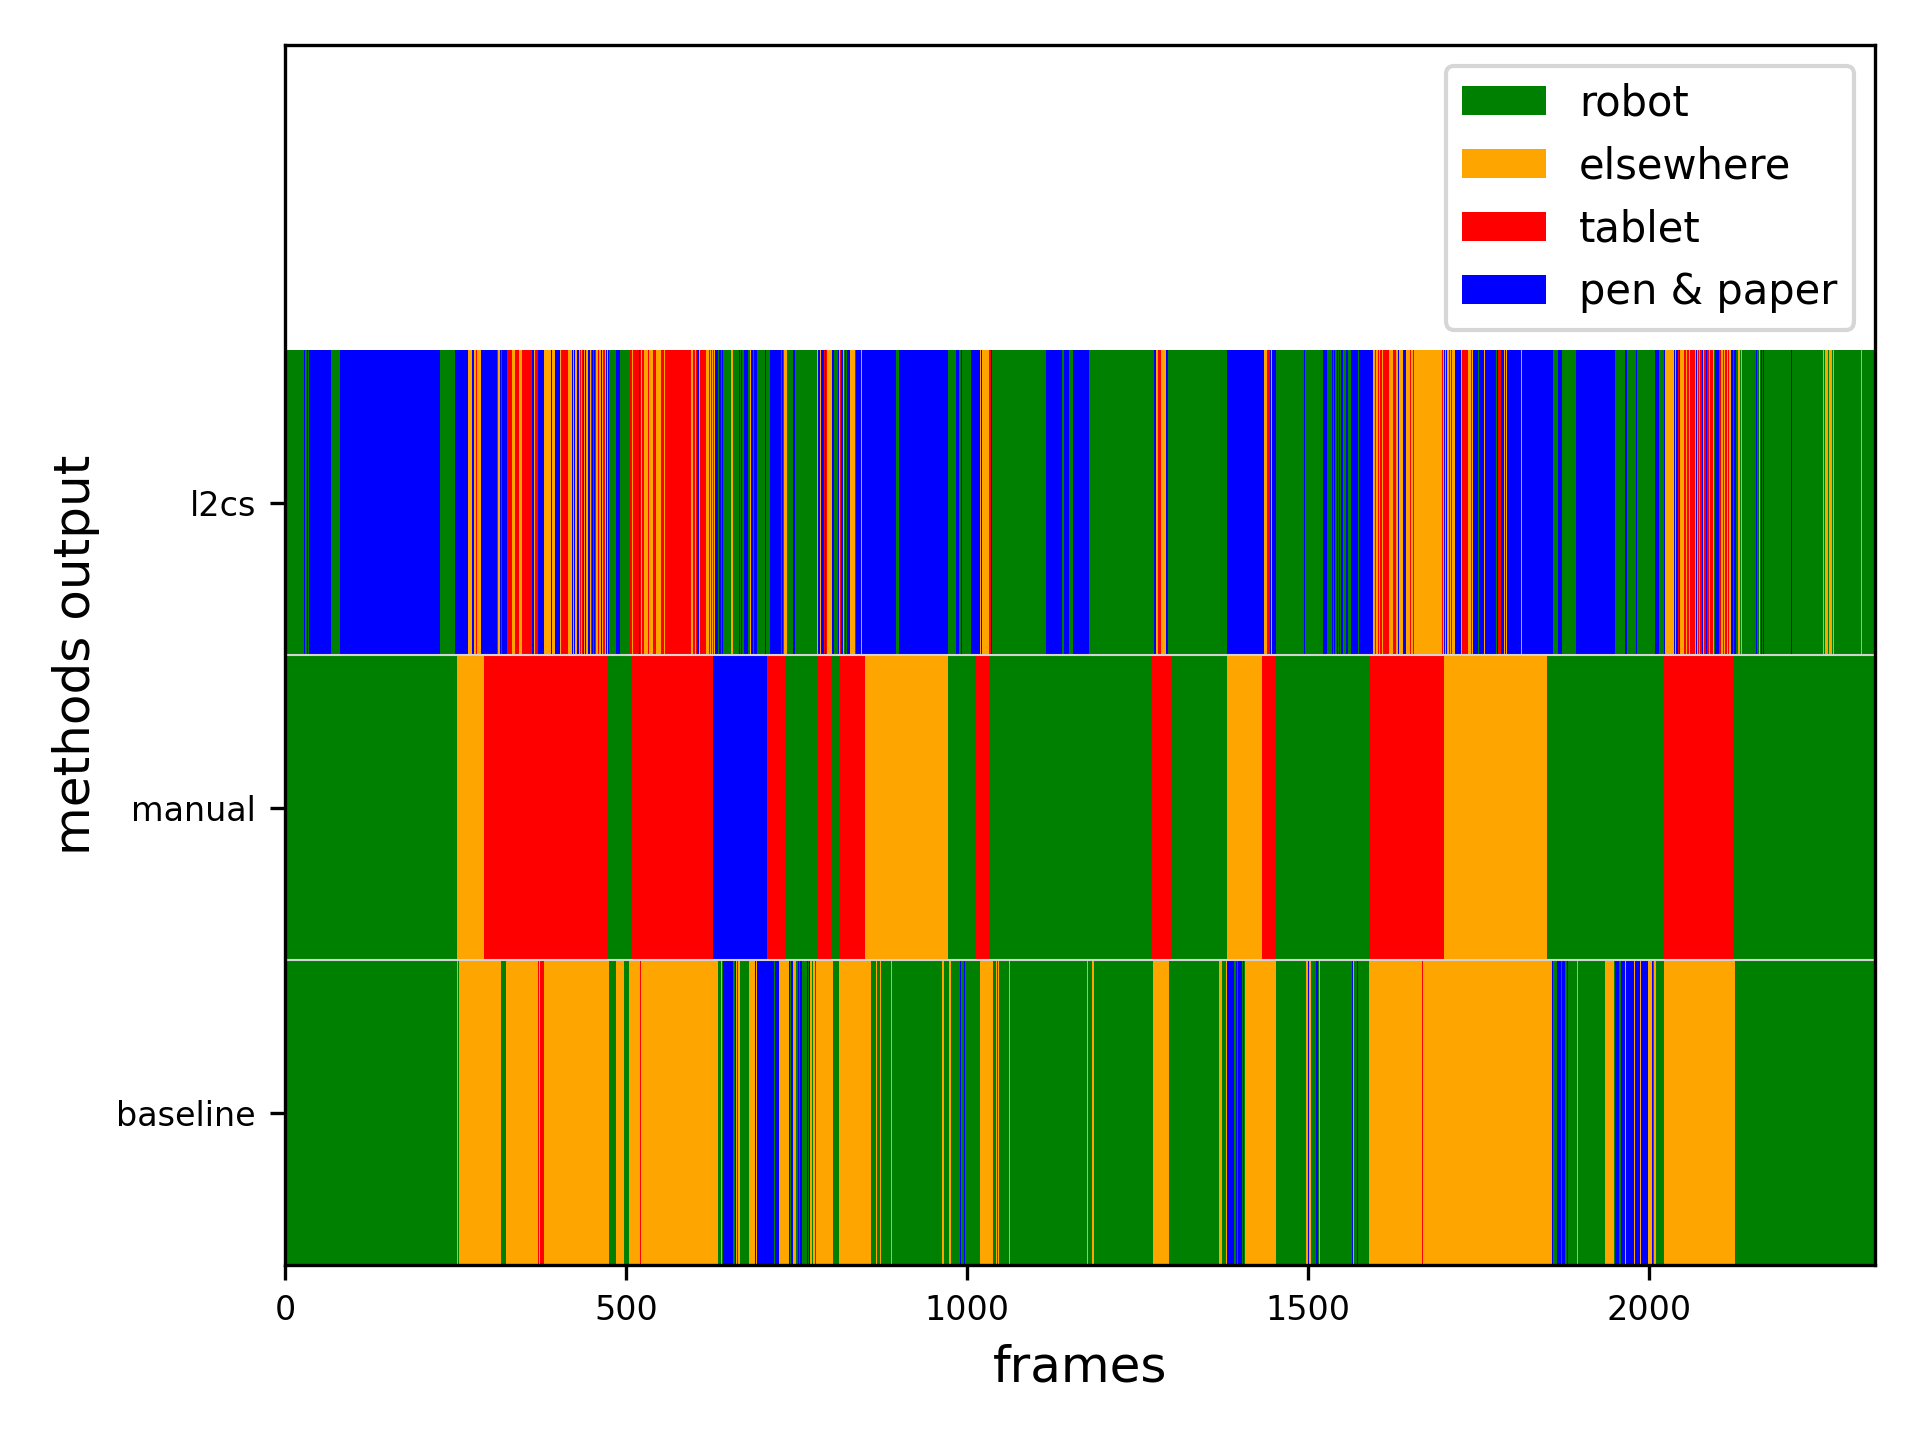 robot
elsewhere
tablet
pen & paper
methods output
l2cs
manual
baseline
0 500 1000 1500 2000
frames